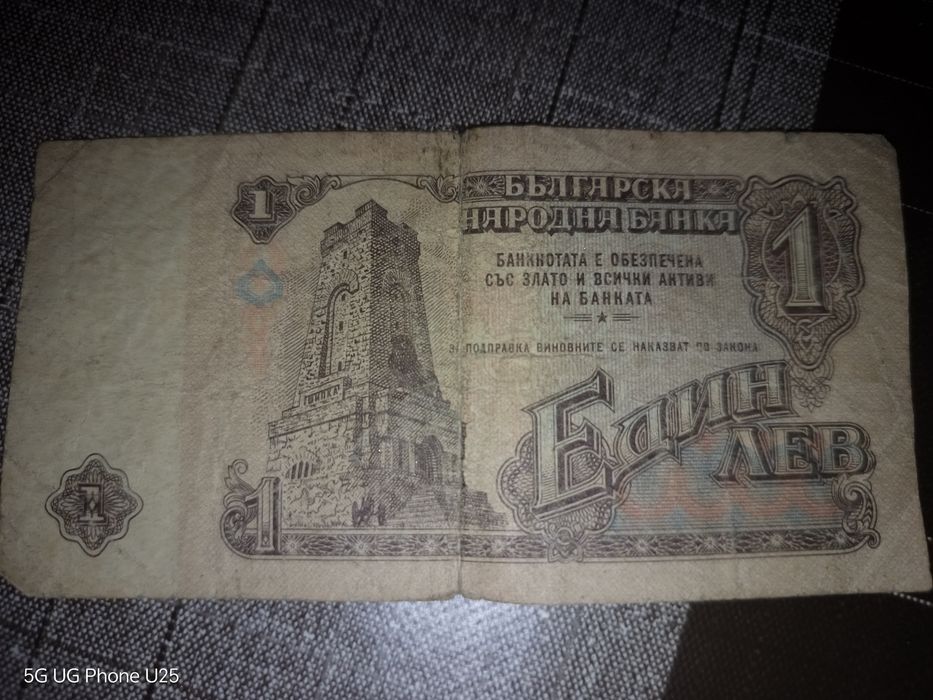 1
БЪЛГАРСКА
НАРОДНА БАНКА
1
БАНКНОТАТА Е ОБЕЗПЕЧЕНА
СЪС ЗЛАТО И ВСИЧКИ АКТИВИ
НА БАНКАТА
ЗА ПОДПРАВКА ВИНОВНИТЕ СЕ НАКАЗВАТ ПО ЗАКОНА
ШИПКА
ЕДИН
ЛЕВ
1
1
5G UG Phone U25